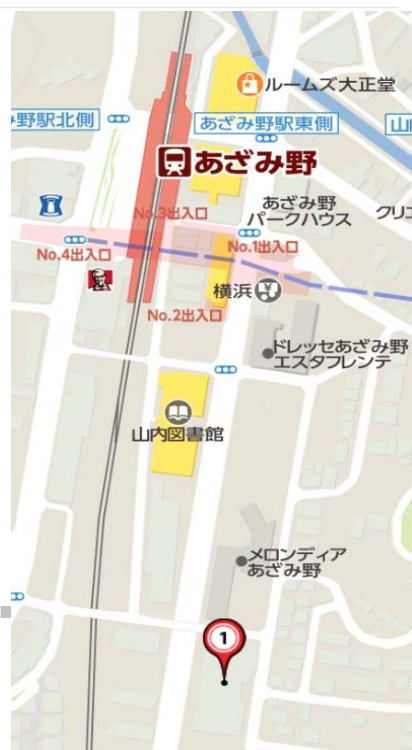 ルームズ大正堂
野駅北側
あざみ野駅東側
山
あざみ野
No.3出入口
あざみ野
パークハウス
クリエ
No.4出入口
No.1出入口
横浜
No.2出入口
ドレッセあざみ野
エスタフレンテ
山内図書館
メロンディア
あざみ野
1